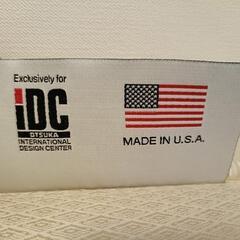 Exclusively for
iDC
OTSUKA
INTERNATIONAL
DESIGN CENTER
MADE IN U.S.A.